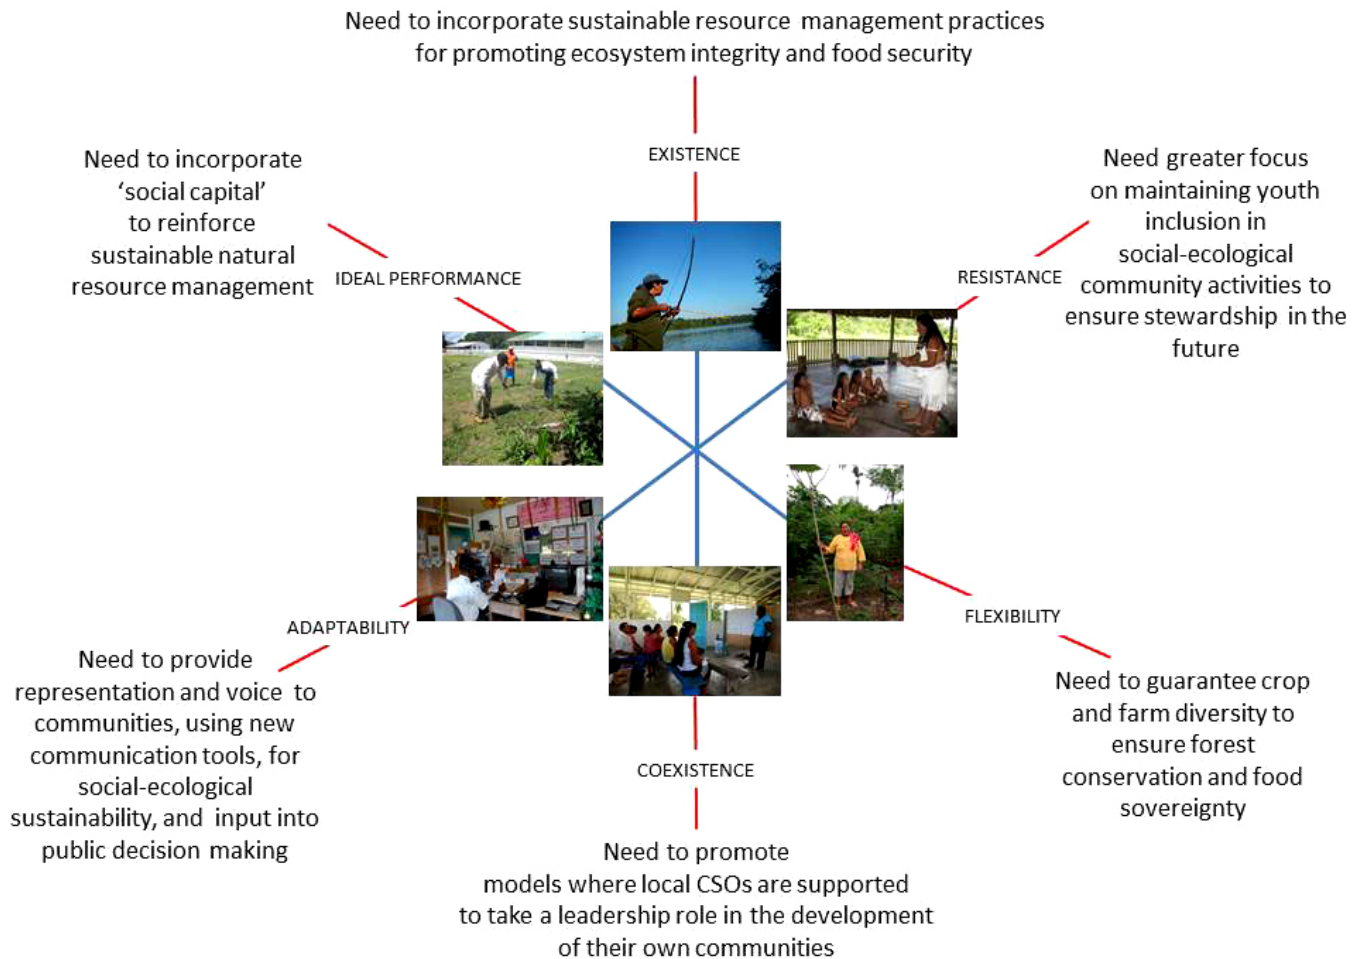 Need to incorporate sustainable resource management practices
for promoting ecosystem integrity and food security
EXISTENCE
Need to incorporate
‘social capital’
to reinforce
sustainable natural
resource management
IDEAL PERFORMANCE
Need greater focus
on maintaining youth
inclusion in
social-ecological
community activities to
ensure stewardship in the
future
RESISTANCE
ADAPTABILITY
Need to provide
representation and voice to
communities, using new
communication tools, for
social-ecological
sustainability, and input into
public decision making
FLEXIBILITY
Need to guarantee crop
and farm diversity to
ensure forest
conservation and food
sovereignty
COEXISTENCE
Need to promote
models where local CSOs are supported
to take a leadership role in the development
of their own communities